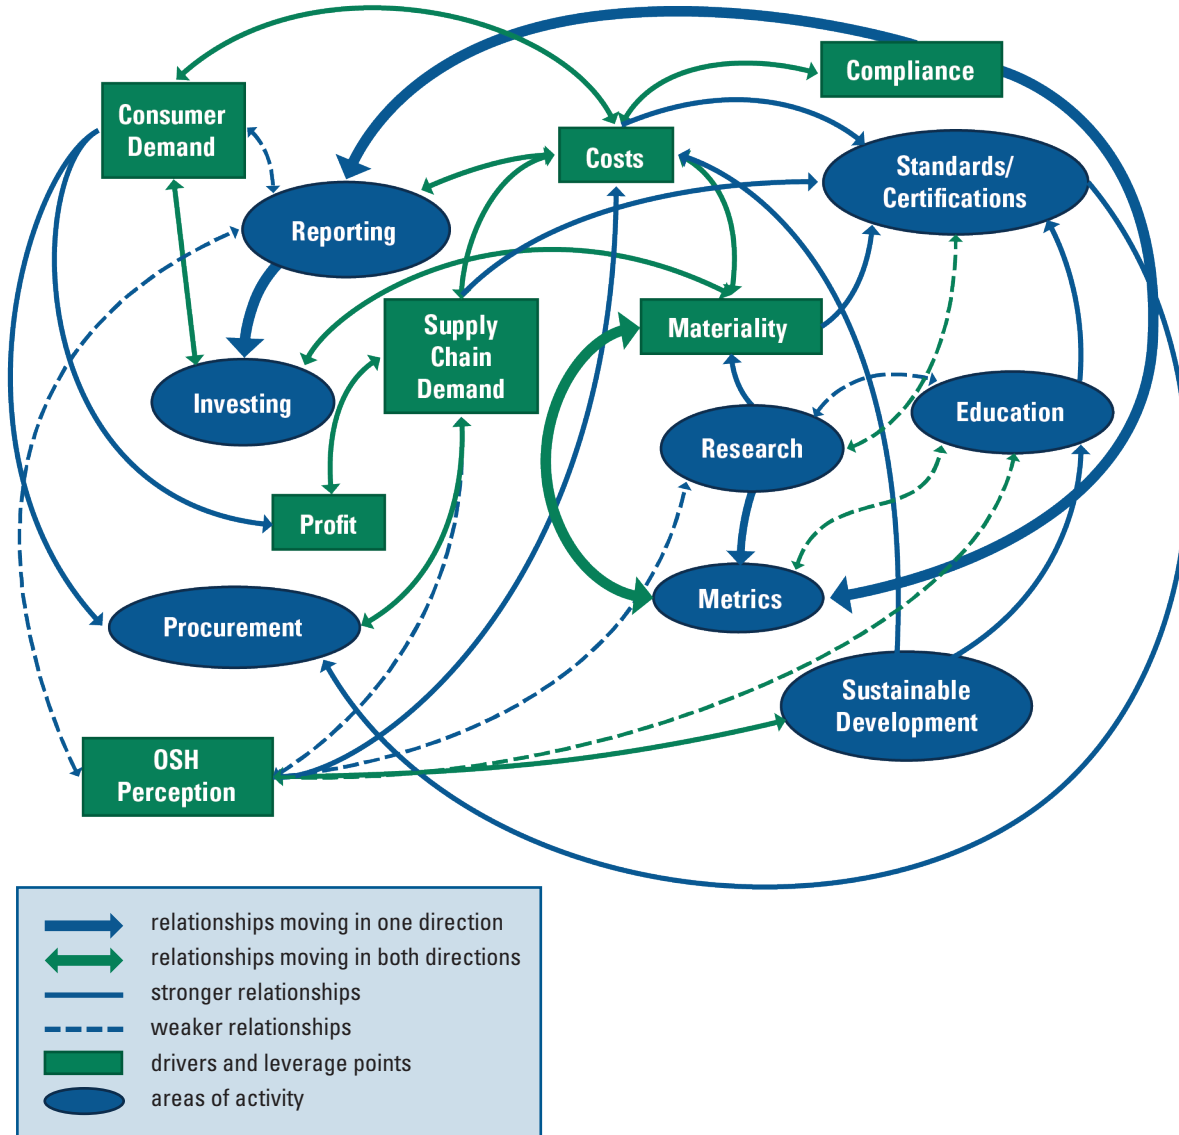 Compliance
Consumer
Demand
Costs
Standards/
Certifications
Reporting
Supply
Chain
Demand
Materiality
Investing
Education
Research
Profit
Metrics
Procurement
Sustainable
Development
OSH
Perception
relationships moving in one direction
relationships moving in both directions
stronger relationships
weaker relationships
drivers and leverage points
areas of activity